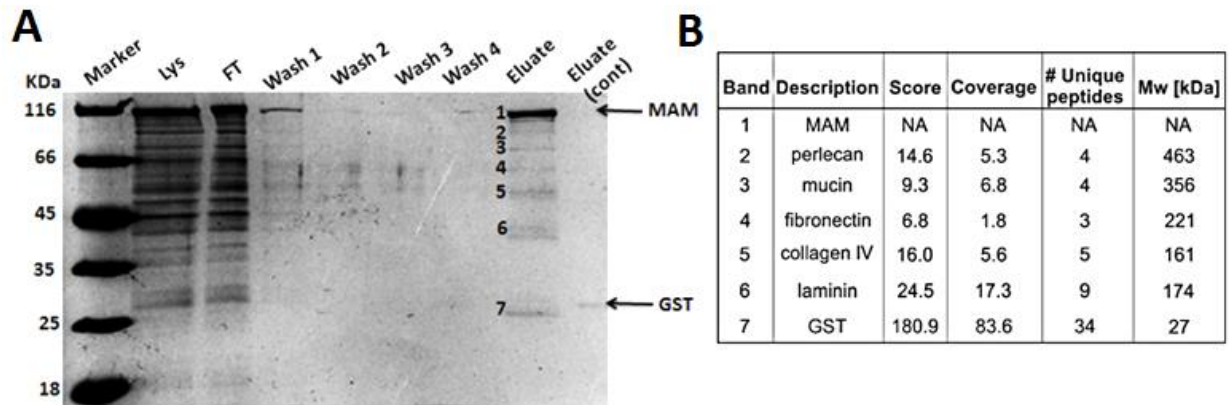 A
B
KDa
Marker
Lys
FT
Wash 1
Wash 2
Wash 3
Wash 4
Eluate
Eluate (cont)
116
66
45
35
25
18
1
2
3
4
5
6
7
MAM
GST
Band Description Score Coverage # Unique peptides Mw [kDa]
1 MAM NA NA NA NA
2 perlecan 14.6 5.3 4 463
3 mucin 9.3 6.8 4 356
4 fibronectin 6.8 1.8 3 221
5 collagen IV 16.0 5.6 5 161
6 laminin 24.5 17.3 9 174
7 GST 180.9 83.6 34 27